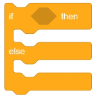 if then
else